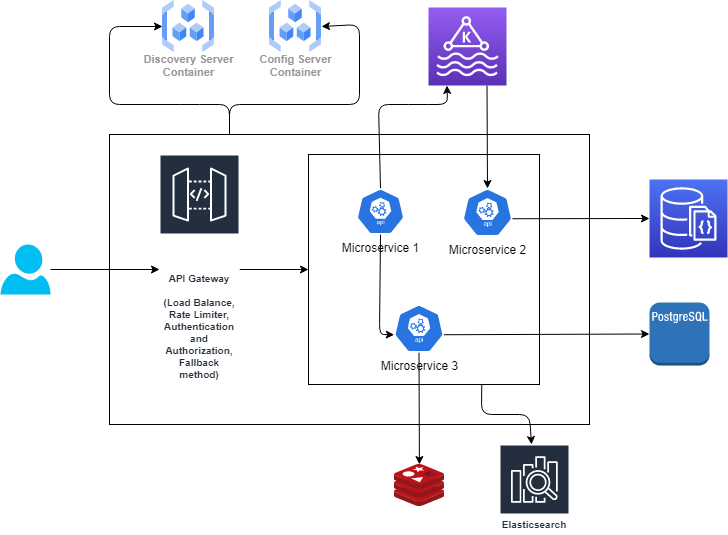 Discovery Server
Container
Config Server
Container
K
</>
API Gateway
(Load Balance,
Rate Limiter,
Authentication
and
Authorization,
Fallback
method)
api
Microservice 1
api
Microservice 2
api
Microservice 3
{ }
PostgreSQL
Elasticsearch